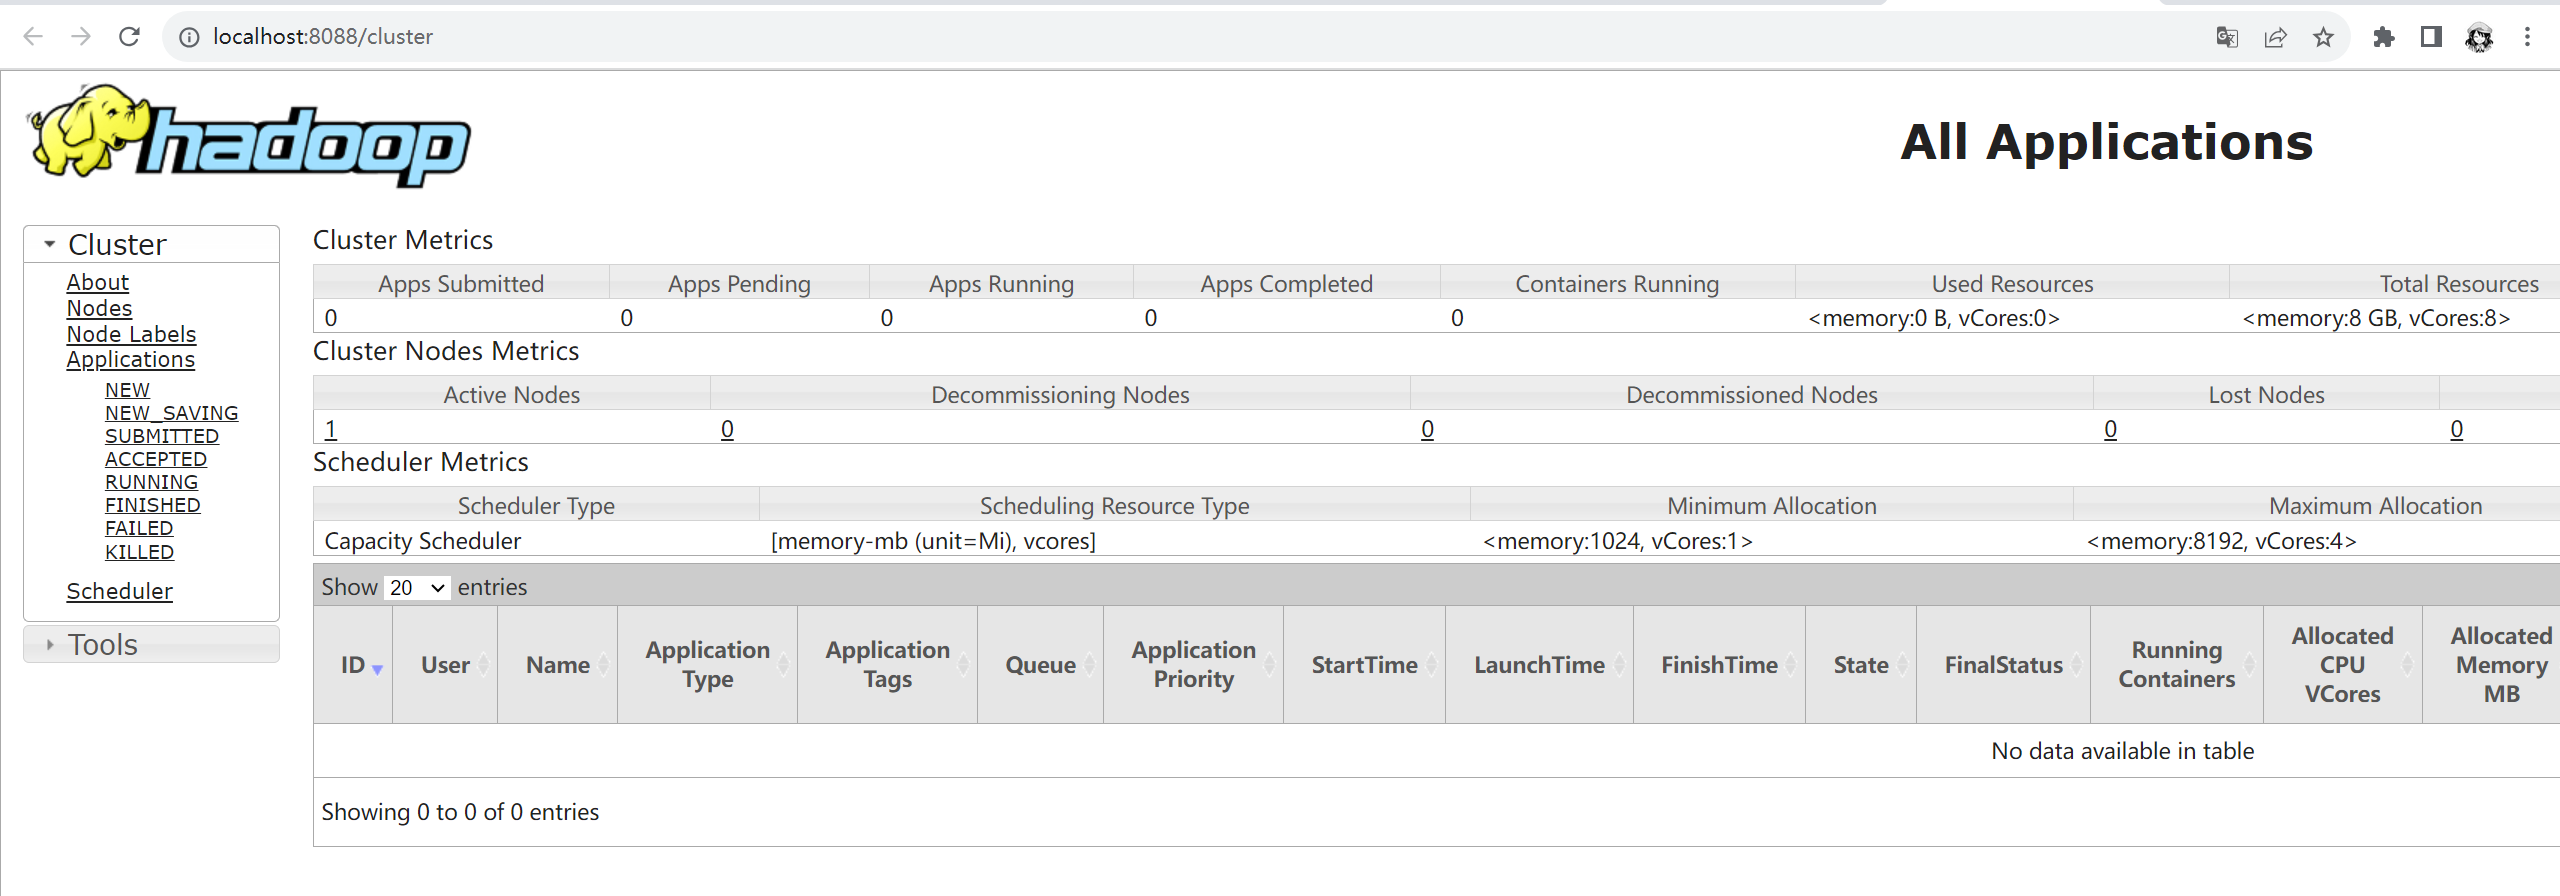 localhost:8088/cluster
hadoop
All Applications
Cluster
About
Nodes
Node Labels
Applications
NEW
NEW_SAVING
SUBMITTED
ACCEPTED
RUNNING
FINISHED
FAILED
KILLED
Scheduler
Tools
Cluster Metrics
Apps Submitted Apps Pending Apps Running Apps Completed Containers Running Used Resources Total Resources
0 0 0 0 0 <memory:0 B, vCores:0> <memory:8 GB, vCores:8>
Cluster Nodes Metrics
Active Nodes Decommissioning Nodes Decommissioned Nodes Lost Nodes
1 0 0 0 0
Scheduler Metrics
Scheduler Type Scheduling Resource Type Minimum Allocation Maximum Allocation
Capacity Scheduler [memory-mb (unit=Mi), vcores] <memory:1024, vCores:1> <memory:8192, vCores:4>
Show 20 entries
ID User Name Application Type Application Tags Queue Application Priority StartTime LaunchTime FinishTime State FinalStatus Running Containers Allocated CPU VCores Allocated Memory MB
No data available in table
Showing 0 to 0 of 0 entries